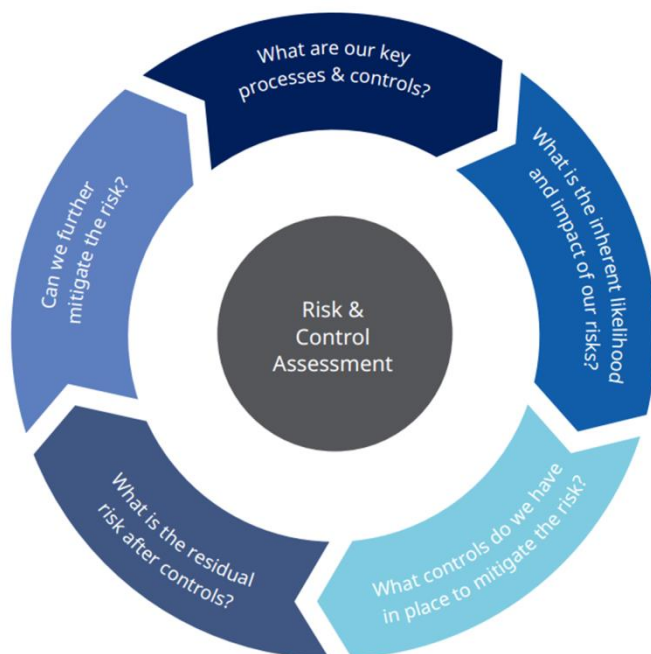 What are our key
processes & controls?
What is the inherent likelihood
and impact of our risks?
What controls do we have
in place to mitigate the risk?
What is the residual
risk after controls?
Can we further
mitigate the risk?
Risk &
Control
Assessment